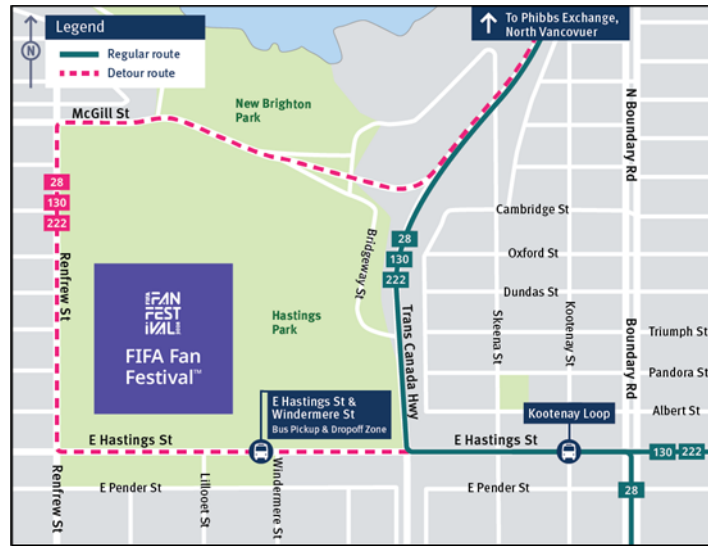 Legend
N
Regular route
Detour route
To Phibbs Exchange,
North Vancovuer
McGill St
New Brighton
Park
N Boundary Rd
28
130
222
Renfrew St
Cambridge St
Bridgeway St
28
130
222
Oxford St
Dundas St
FIFA FAN
FEST
IVAL
FIFA Fan
Festival™
Hastings
Park
Trans Canada Hwy
Skeena St
Kootenay St
Boundary Rd
Triumph St
Pandora St
Albert St
E Hastings St &
Windermere St
Bus Pickup & Dropoff Zone
Kootenay Loop
E Hastings St
E Hastings St
130
222
Renfrew St
E Pender St
Lillooet St
Windermere St
E Pender St
28